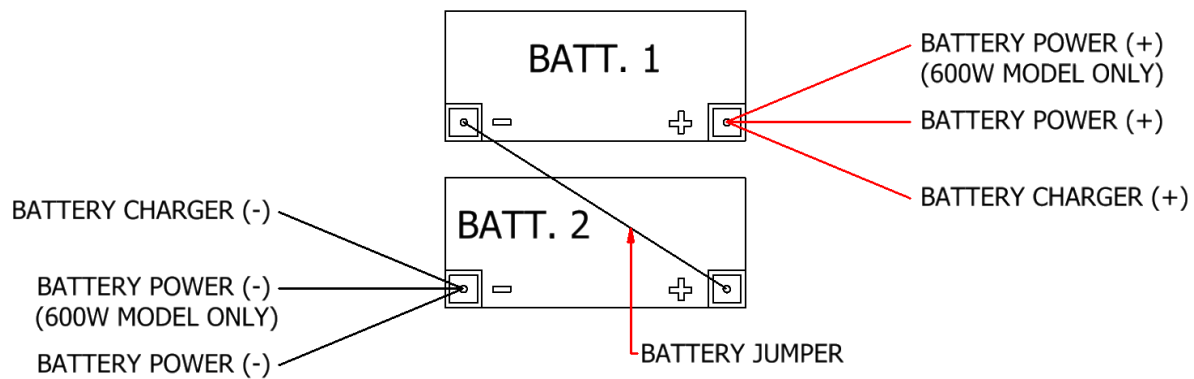 BATT. 1
- +
BATTERY POWER (+)
(600W MODEL ONLY)
BATTERY POWER (+)
BATTERY CHARGER (+)
BATT. 2
- +
BATTERY CHARGER (-)
BATTERY POWER (-)
(600W MODEL ONLY)
BATTERY POWER (-)
BATTERY JUMPER